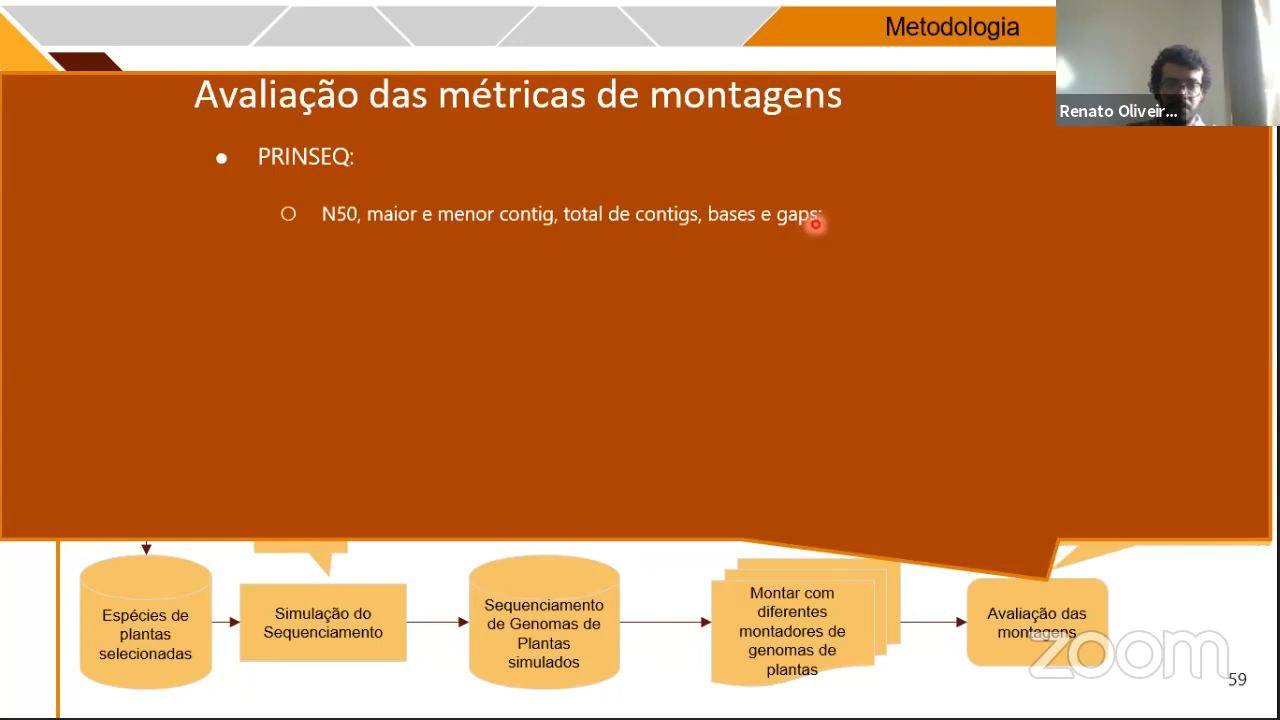 Metodologia
Renato Oliveir...
Avaliação das métricas de montagens
● PRINSEQ:
○ N50, maior e menor contig, total de contigs, bases e gaps;
Espécies de
plantas
selecionadas
Simulação do
Sequenciamento
Sequenciamento
de Genomas de
Plantas
simulados
Montar com
diferentes
montadores de
genomas de
plantas
Avaliação das
montagens
zoom
59